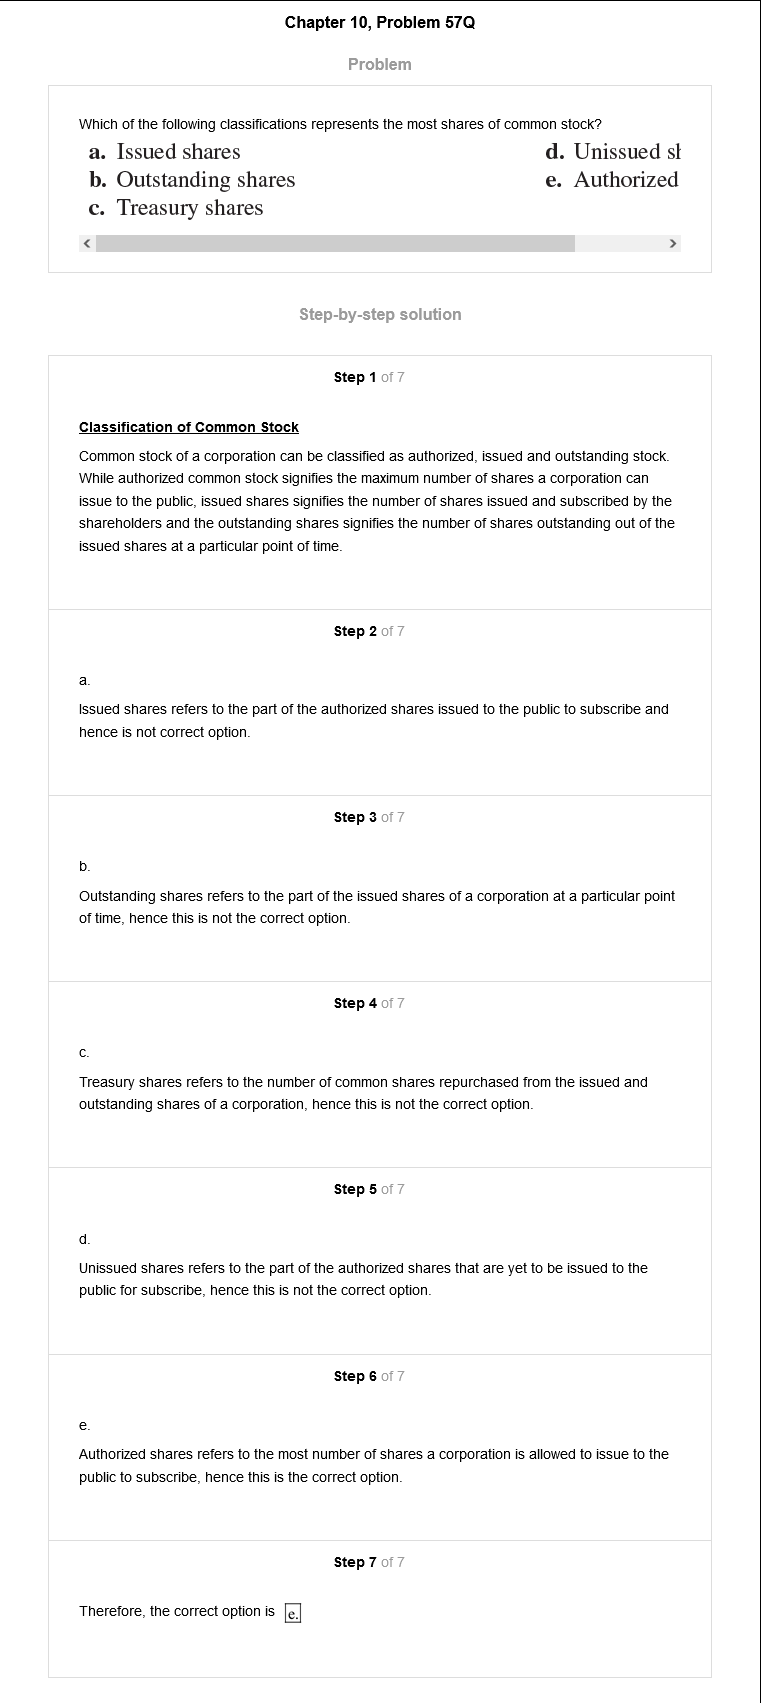 Chapter 10, Problem 57Q
Problem
Which of the following classifications represents the most shares of common stock?
a. Issued shares
b. Outstanding shares
c. Treasury shares
d. Unissued sh
e. Authorized
Step-by-step solution
Step 1 of 7
Classification of Common Stock
Common stock of a corporation can be classified as authorized, issued and outstanding stock.
While authorized common stock signifies the maximum number of shares a corporation can
issue to the public, issued shares signifies the number of shares issued and subscribed by the
shareholders and the outstanding shares signifies the number of shares outstanding out of the
issued shares at a particular point of time.
Step 2 of 7
a.
Issued shares refers to the part of the authorized shares issued to the public to subscribe and
hence is not correct option.
Step 3 of 7
b.
Outstanding shares refers to the part of the issued shares of a corporation at a particular point
of time, hence this is not the correct option.
Step 4 of 7
c.
Treasury shares refers to the number of common shares repurchased from the issued and
outstanding shares of a corporation, hence this is not the correct option.
Step 5 of 7
d.
Unissued shares refers to the part of the authorized shares that are yet to be issued to the
public for subscribe, hence this is not the correct option.
Step 6 of 7
e.
Authorized shares refers to the most number of shares a corporation is allowed to issue to the
public to subscribe, hence this is the correct option.
Step 7 of 7
Therefore, the correct option is e.